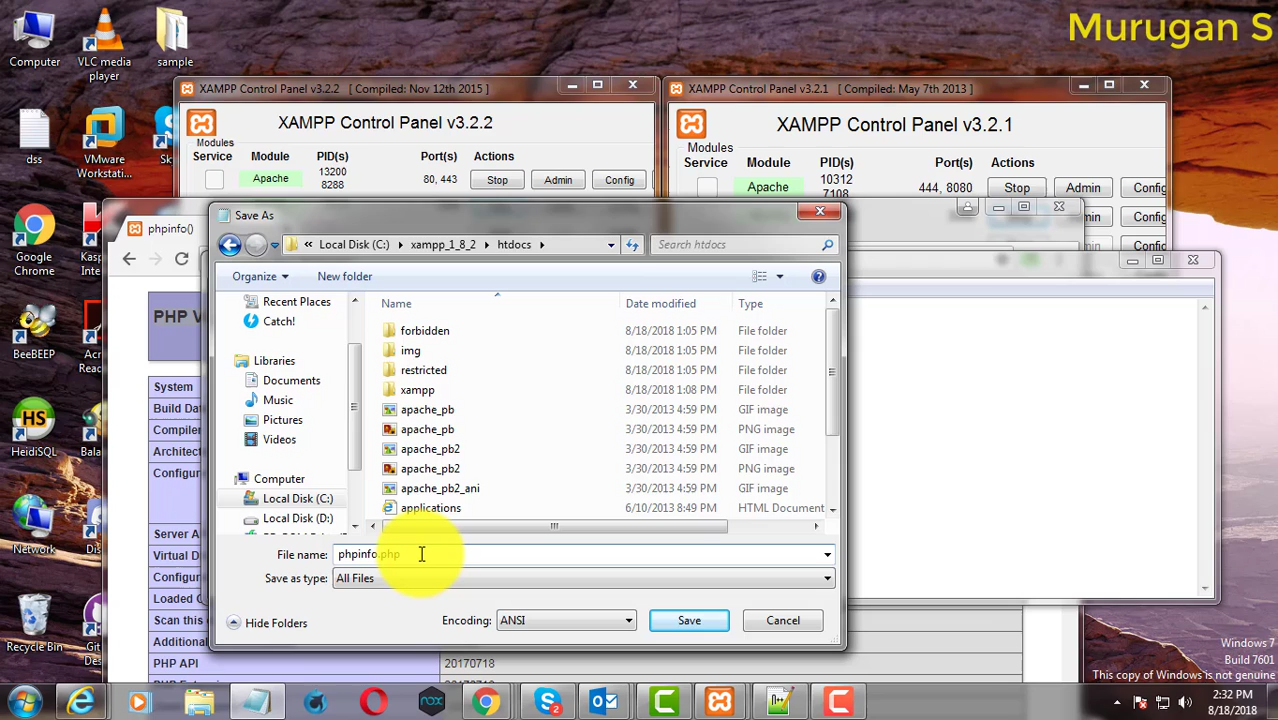 Murugan S
Computer
VLC media
player
sample
dss
VMware
Workstati...
Sk
Google
Chrome
Kasp
Inte
BeeBEEP
Acr
Rea
HeidiSQL
Network
Dis
Recycle Bin
Git
Des
XAMPP Control Panel v3.2.2 [ Compiled: Nov 12th 2015 ]
XAMPP Control Panel v3.2.2
Modules
Service Module PID(s) Port(s) Actions
Apache 13200
8288 80, 443 Stop Admin Config
XAMPP Control Panel v3.2.1 [ Compiled: May 7th 2013 ]
XAMPP Control Panel v3.2.1
Modules
Service Module PID(s) Port(s) Actions
Apache 10312
7108 444, 8080 Stop Admin Config
Config
Config
phpinfo()
PHP V
System
Build Dat
Compiler
Architect
Configur
Server A
Virtual D
Configur
Loaded C
Scan this
Additiona
PHP API 20170718
20170718
Save As
« Local Disk (C:) xampp_1_8_2 htdocs
Search htdocs
Organize New folder
Recent Places
Catch!
Libraries
Documents
Music
Pictures
Videos
Computer
Local Disk (C:)
Local Disk (D:)
Name Date modified Type
forbidden 8/18/2018 1:05 PM File folder
img 8/18/2018 1:05 PM File folder
restricted 8/18/2018 1:05 PM File folder
xampp 8/18/2018 1:08 PM File folder
apache_pb 3/30/2013 4:59 PM GIF image
apache_pb 3/30/2013 4:59 PM PNG image
apache_pb2 3/30/2013 4:59 PM GIF image
apache_pb2 3/30/2013 4:59 PM PNG image
apache_pb2_ani 3/30/2013 4:59 PM GIF image
applications 6/10/2013 8:49 PM HTML Document
File name: phpinfo.php
Save as type: All Files
Hide Folders
Encoding: ANSI
Save Cancel
Windows 7
Build 7601
This copy of Windows is not genuine
2:32 PM
8/18/2018